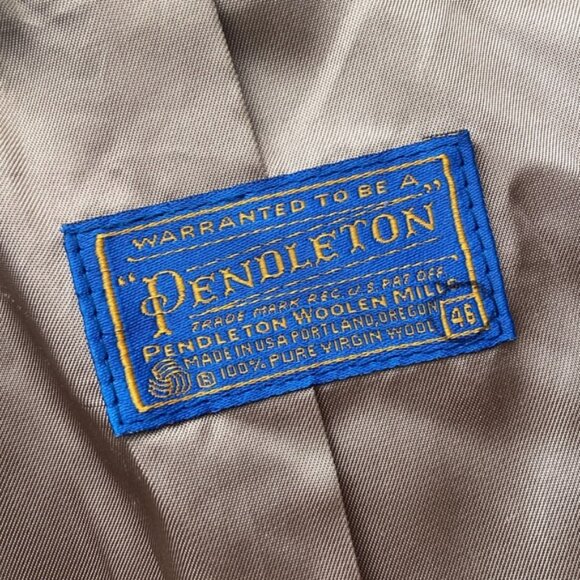 WARRANTED TO BE A
"PENDLETON"
TRADE MARK REG. U.S. PAT. OFF.
PENDLETON WOOLEN MILLS
MADE IN USA PORTLAND, OREGON
R 100% PURE VIRGIN WOOL
46